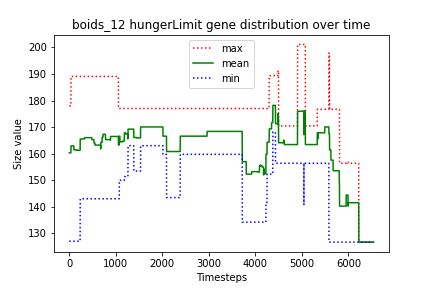 boids_12 hungerLimit gene distribution over time
200
190
180
170
160
150
140
130
Size value
max
mean
min
0 1000 2000 3000 4000 5000 6000
Timesteps